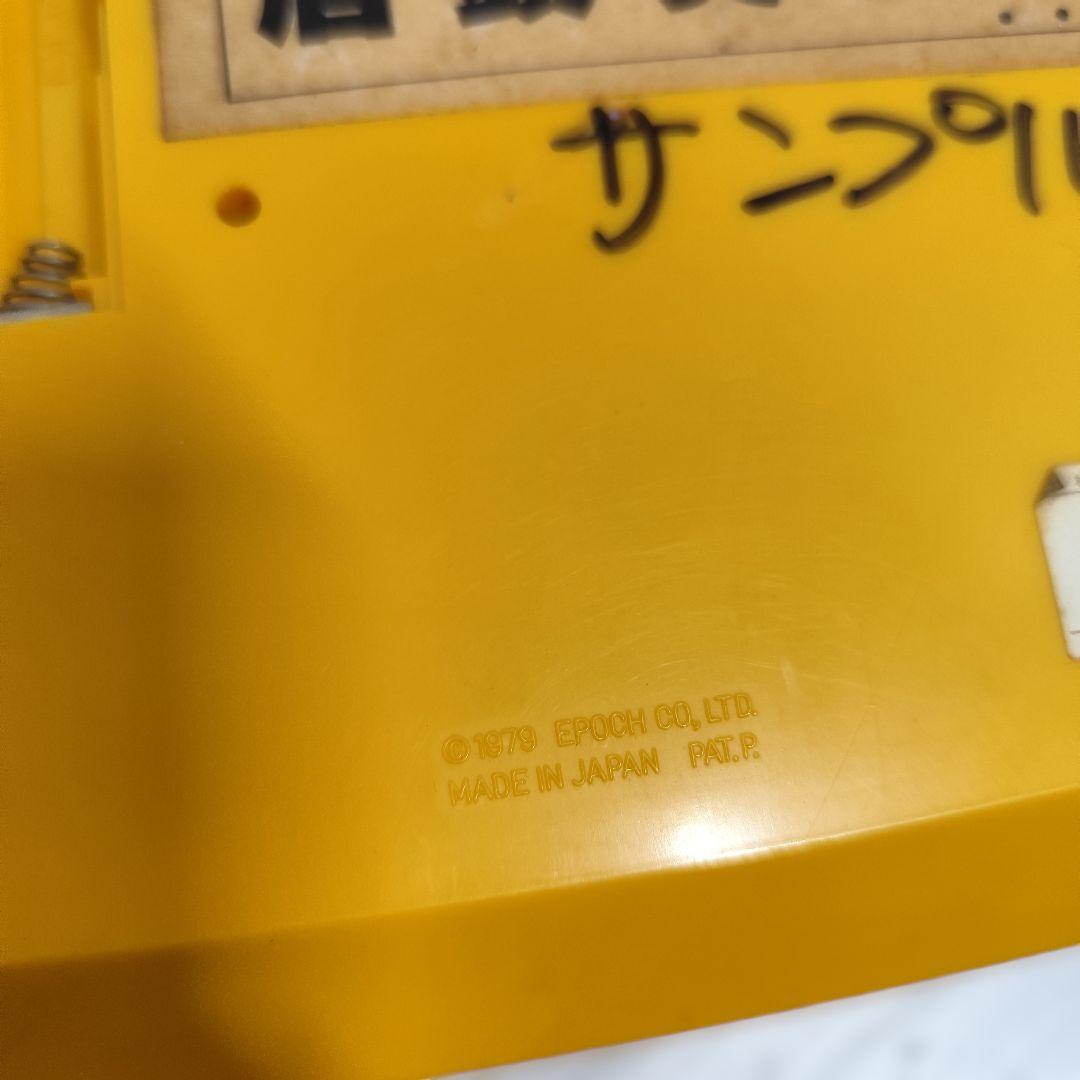 サンプル
©1979 EPOCH CO., LTD.
MADE IN JAPAN PAT.P.